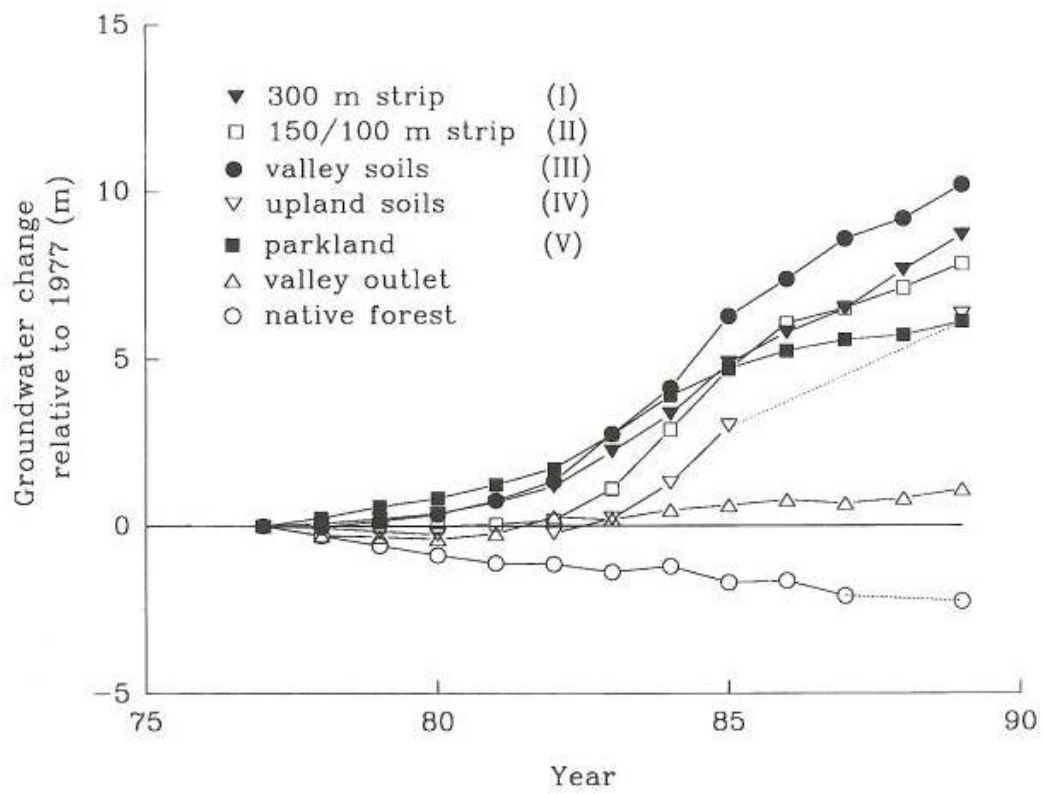 15
10
5
0
−5
75
80
85
90
Year
Groundwater change
relative to 1977 (m)
300 m strip (I)
150/100 m strip (II)
valley soils (III)
upland soils (IV)
parkland (V)
valley outlet
native forest